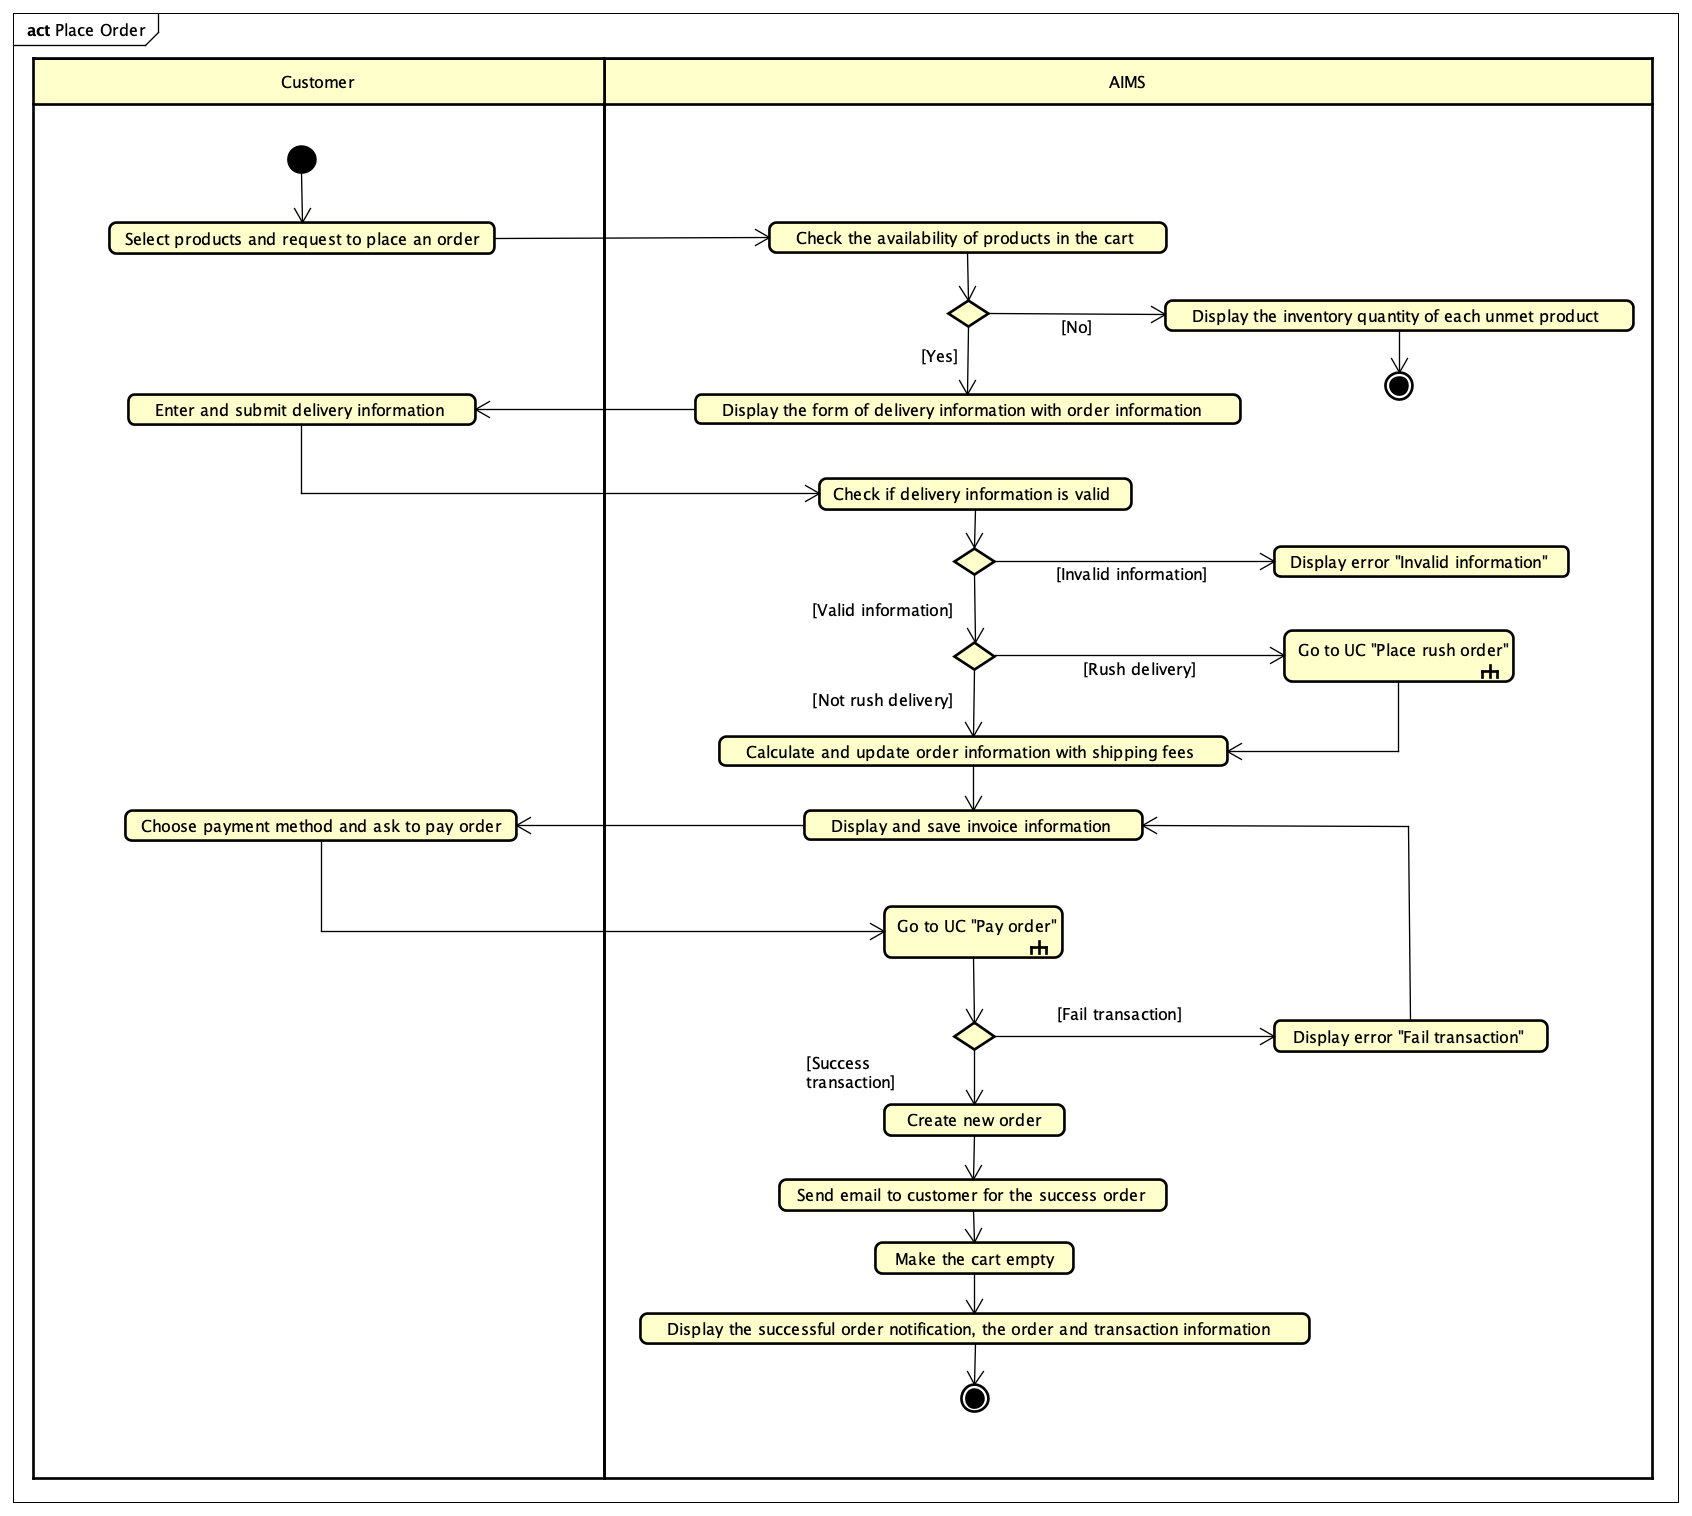 act Place Order
Customer
AIMS
Select products and request to place an order
Check the availability of products in the cart
Display the inventory quantity of each unmet product
[No]
[Yes]
Enter and submit delivery information
Display the form of delivery information with order information
Check if delivery information is valid
Display error "Invalid information"
[Invalid information]
[Valid information]
Go to UC "Place rush order"
[Rush delivery]
[Not rush delivery]
Calculate and update order information with shipping fees
Choose payment method and ask to pay order
Display and save invoice information
Go to UC "Pay order"
[Fail transaction]
Display error "Fail transaction"
[Success
transaction]
Create new order
Send email to customer for the success order
Make the cart empty
Display the successful order notification, the order and transaction information